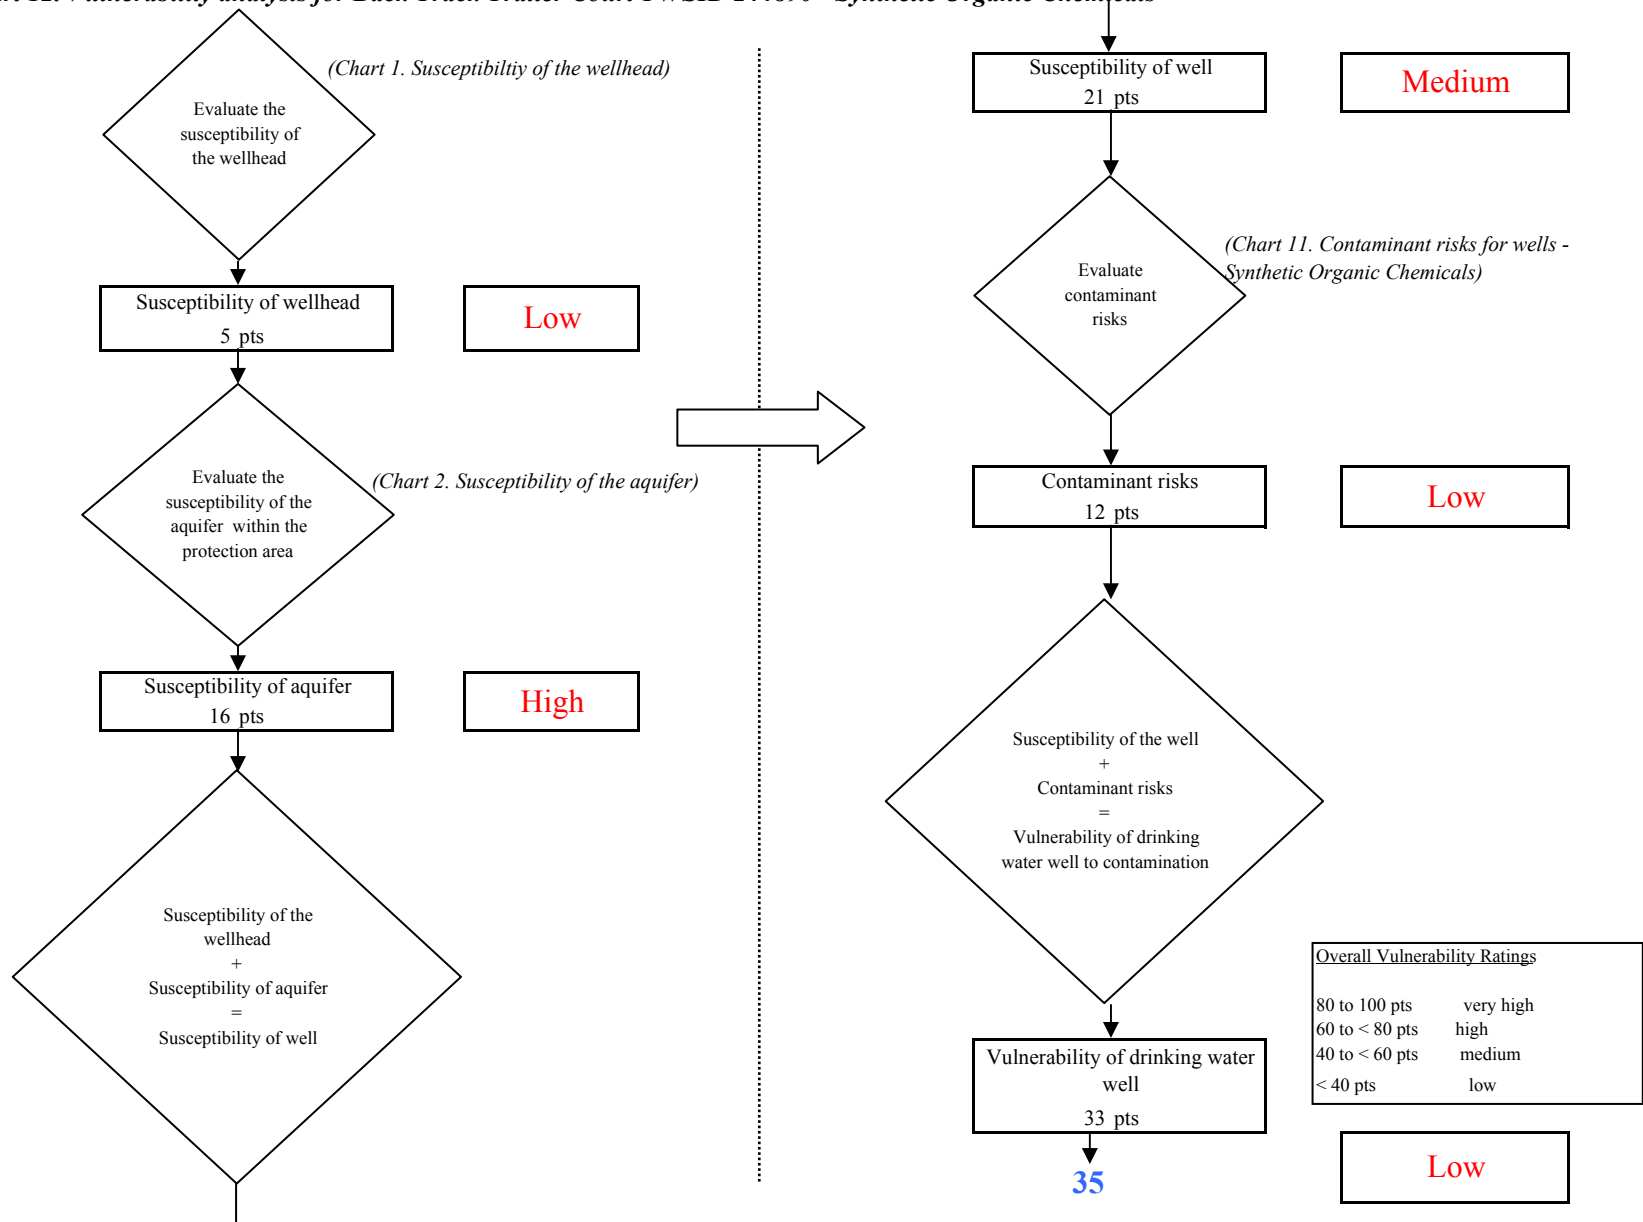 Synthetic Organic Chemicals
(Chart 1. Susceptibiltiy of the wellhead)
Evaluate the
susceptibility of
the wellhead
Susceptibility of wellhead
5 pts
Low
Evaluate the
susceptibility of the
aquifer within the
protection area
(Chart 2. Susceptibility of the aquifer)
Susceptibility of aquifer
16 pts
High
Susceptibility of the
wellhead
+
Susceptibility of aquifer
=
Susceptibility of well
Susceptibility of well
21 pts
Medium
Evaluate
contaminant
risks
(Chart 11. Contaminant risks for wells -
Synthetic Organic Chemicals)
Contaminant risks
12 pts
Low
Susceptibility of the well
+
Contaminant risks
=
Vulnerability of drinking
water well to contamination
Overall Vulnerability Ratings
80 to 100 pts very high
60 to < 80 pts high
40 to < 60 pts medium
< 40 pts low
Vulnerability of drinking water
well
33 pts
35
Low